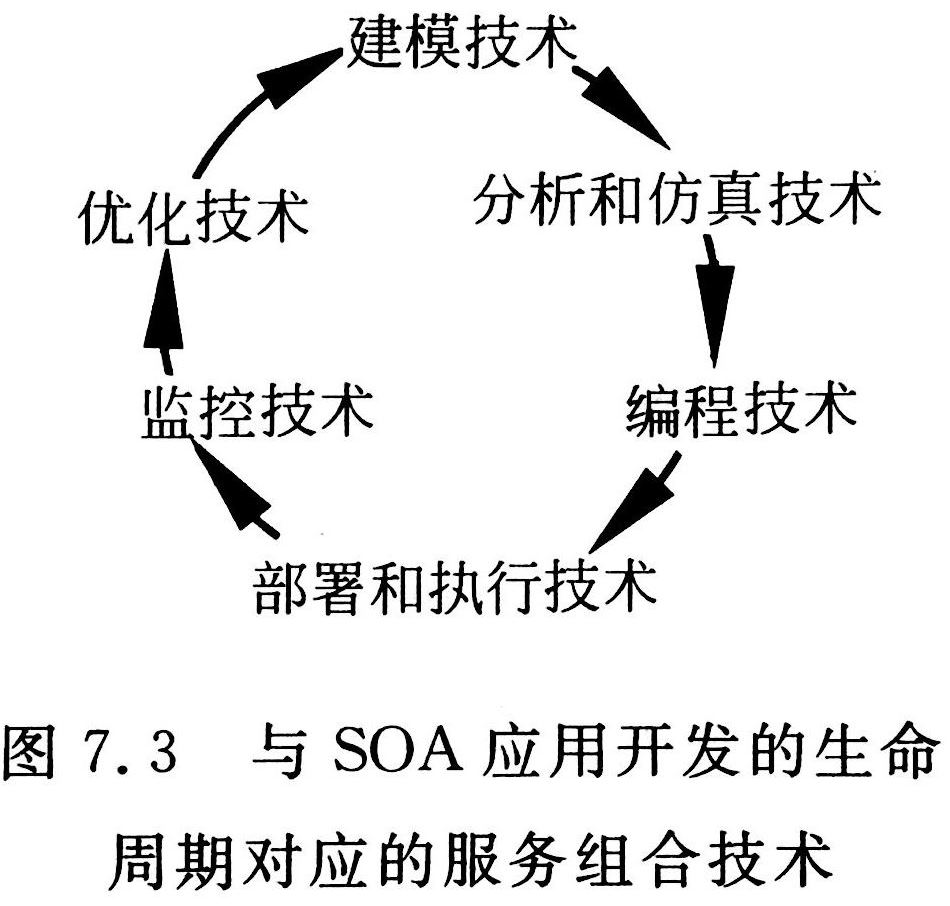 建模技术
分析和仿真技术
优化技术
编程技术
监控技术
部署和执行技术
图 7.3 与 SOA 应用开发的生命
周期对应的服务组合技术